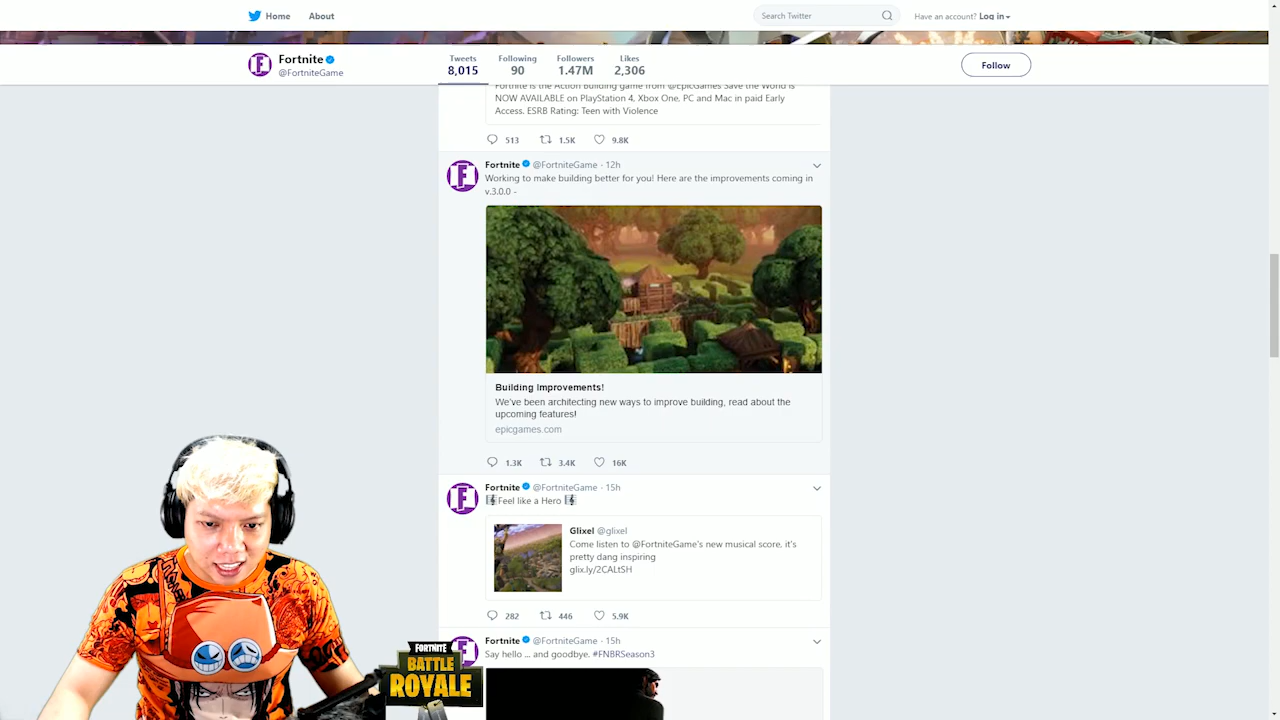 Home About
Search Twitter
Have an account? Log in
Fortnite
@FortniteGame
Tweets Following Followers Likes
8,015 90 1.47M 2,306
Follow
Fortnite is the Action Building game from @EpicGames Save the World is
NOW AVAILABLE on PlayStation 4, Xbox One, PC and Mac in paid Early
Access. ESRB Rating: Teen with Violence
513 1.5K 9.8K
Fortnite @FortniteGame · 12h
Working to make building better for you! Here are the improvements coming in
v.3.0.0 -
Building Improvements!
We've been architecting new ways to improve building, read about the
upcoming features!
epicgames.com
1.3K 3.4K 16K
Fortnite @FortniteGame · 15h
Feel like a Hero
Glixel @glixel
Come listen to @FortniteGame's new musical score, it's
pretty dang inspiring
glix.ly/2CALtSH
282 446 5.9K
Fortnite @FortniteGame · 15h
Say hello ... and goodbye. #FNBRSeason3
FORTNITE
BATTLE
ROYALE